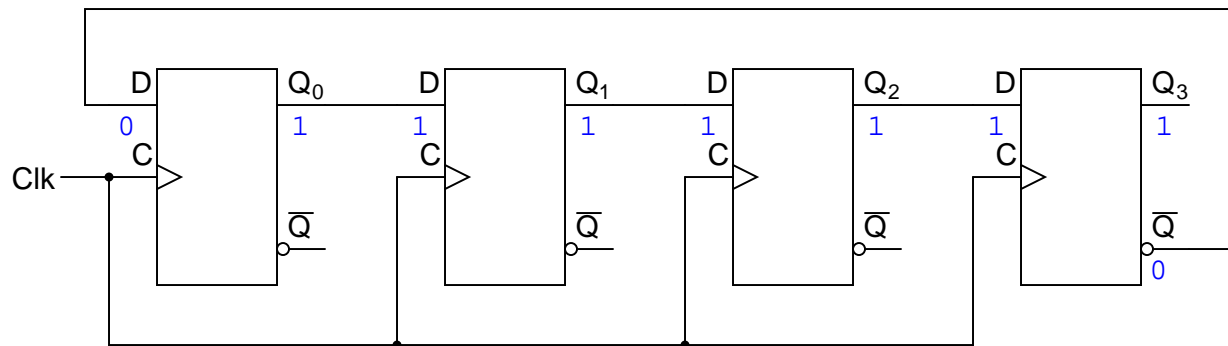 D Q₀ D Q₁ D Q₂ D Q₃
0 1 1 1 1 1 1 1
C C C C
Clk
Q̅ Q̅ Q̅ Q̅
0